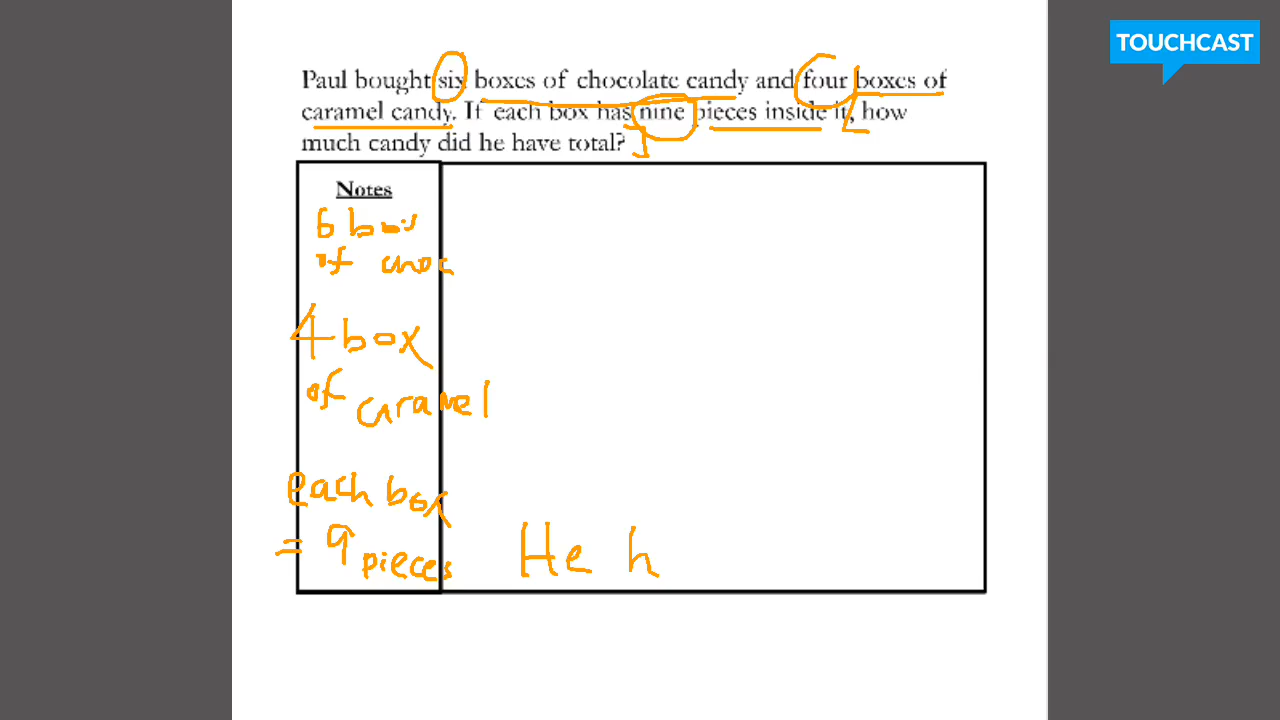 TOUCHCAST
Paul bought six boxes of chocolate candy and four boxes of
caramel candy. If each box has nine pieces inside it, how
much candy did he have total?
Notes
6 box
of choc
4 box
of caramel
each box
= 9 pieces
He h